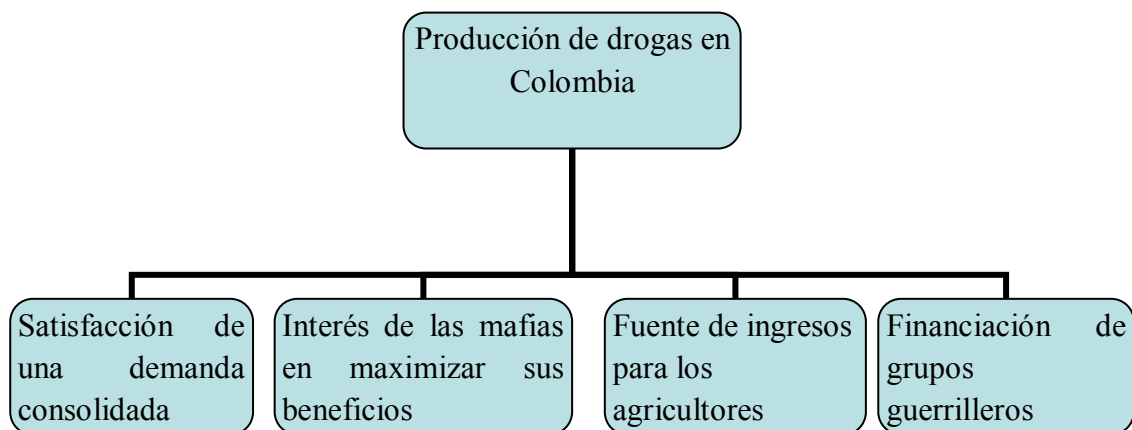 Producción de drogas en
Colombia
Satisfacción de
una demanda
consolidada
Interés de las mafias
en maximizar sus
beneficios
Fuente de ingresos
para los
agricultores
Financiación de
grupos
guerrilleros